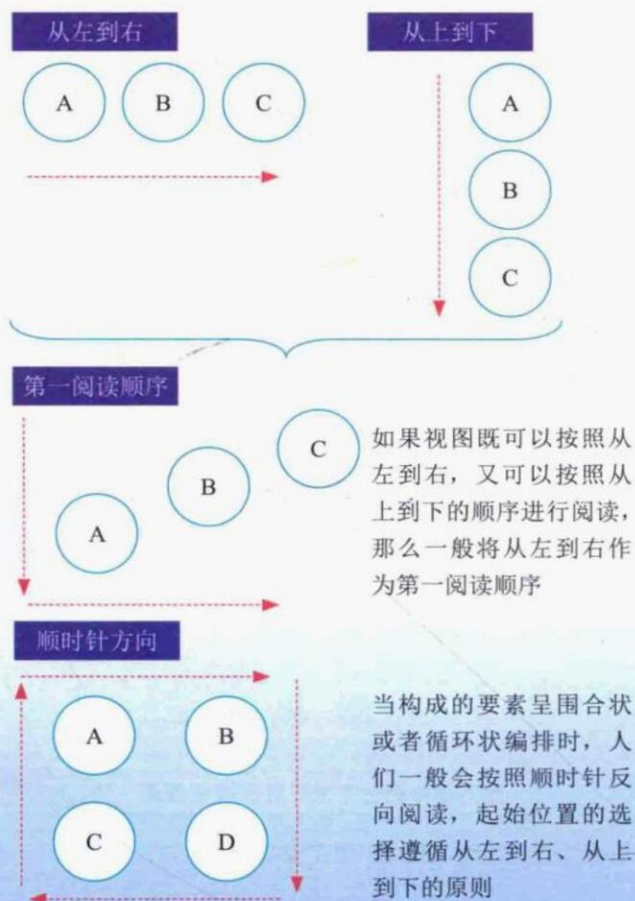 从左到右
从上到下
A B C
A
B
C
第一阅读顺序
C
B
A
如果视图既可以按照从
左到右，又可以按照从
上到下的顺序进行阅读，
那么一般将从左到右作
为第一阅读顺序
顺时针方向
A B
C D
当构成的要素呈围合状
或者循环状编排时，人
们一般会按照顺时针反
向阅读，起始位置的选
择遵循从左到右、从上
到下的原则